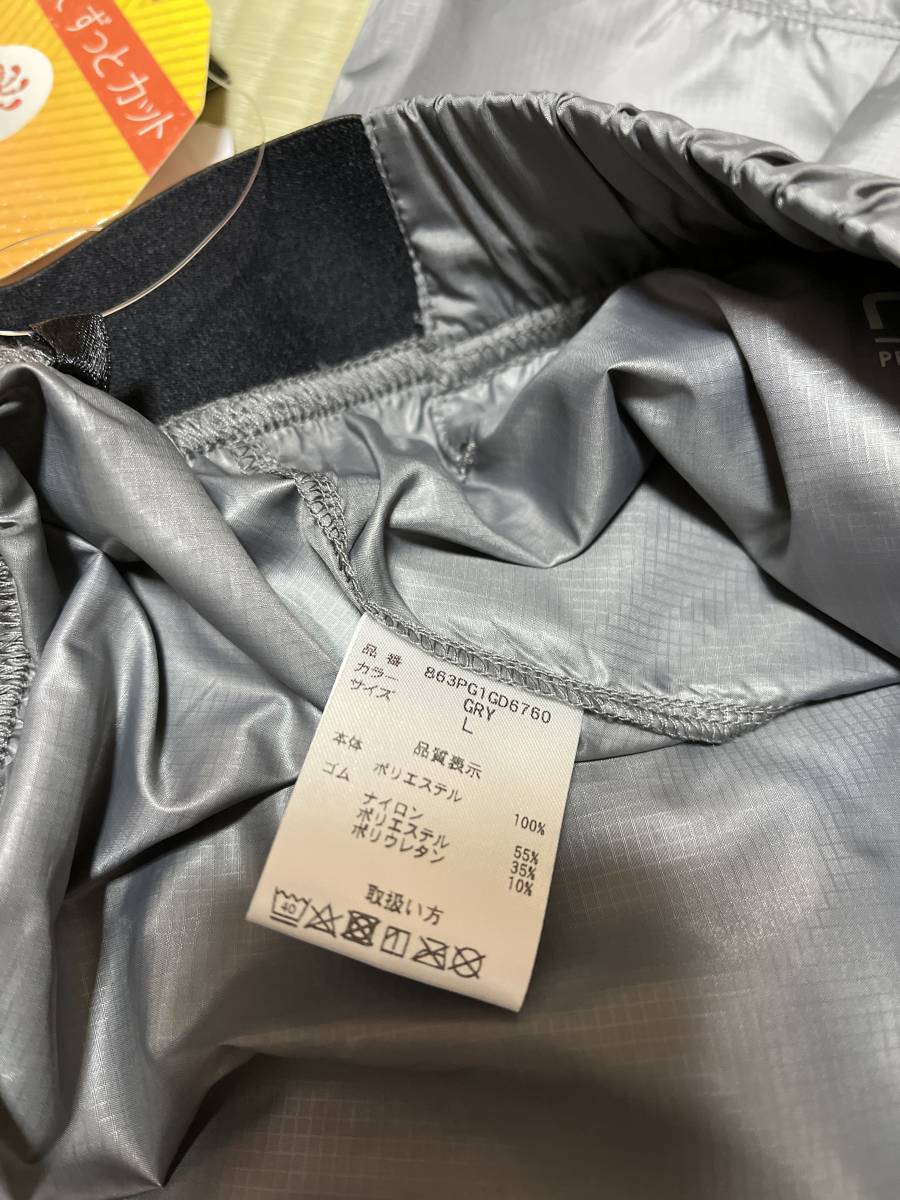 ずっとカット
品番 863PG1GD6760
カラー GRY
サイズ L
品質表示
本体 ポリエステル 100%
ゴム ナイロン 55%
ポリエステル 35%
ポリウレタン 10%
取扱い方
40